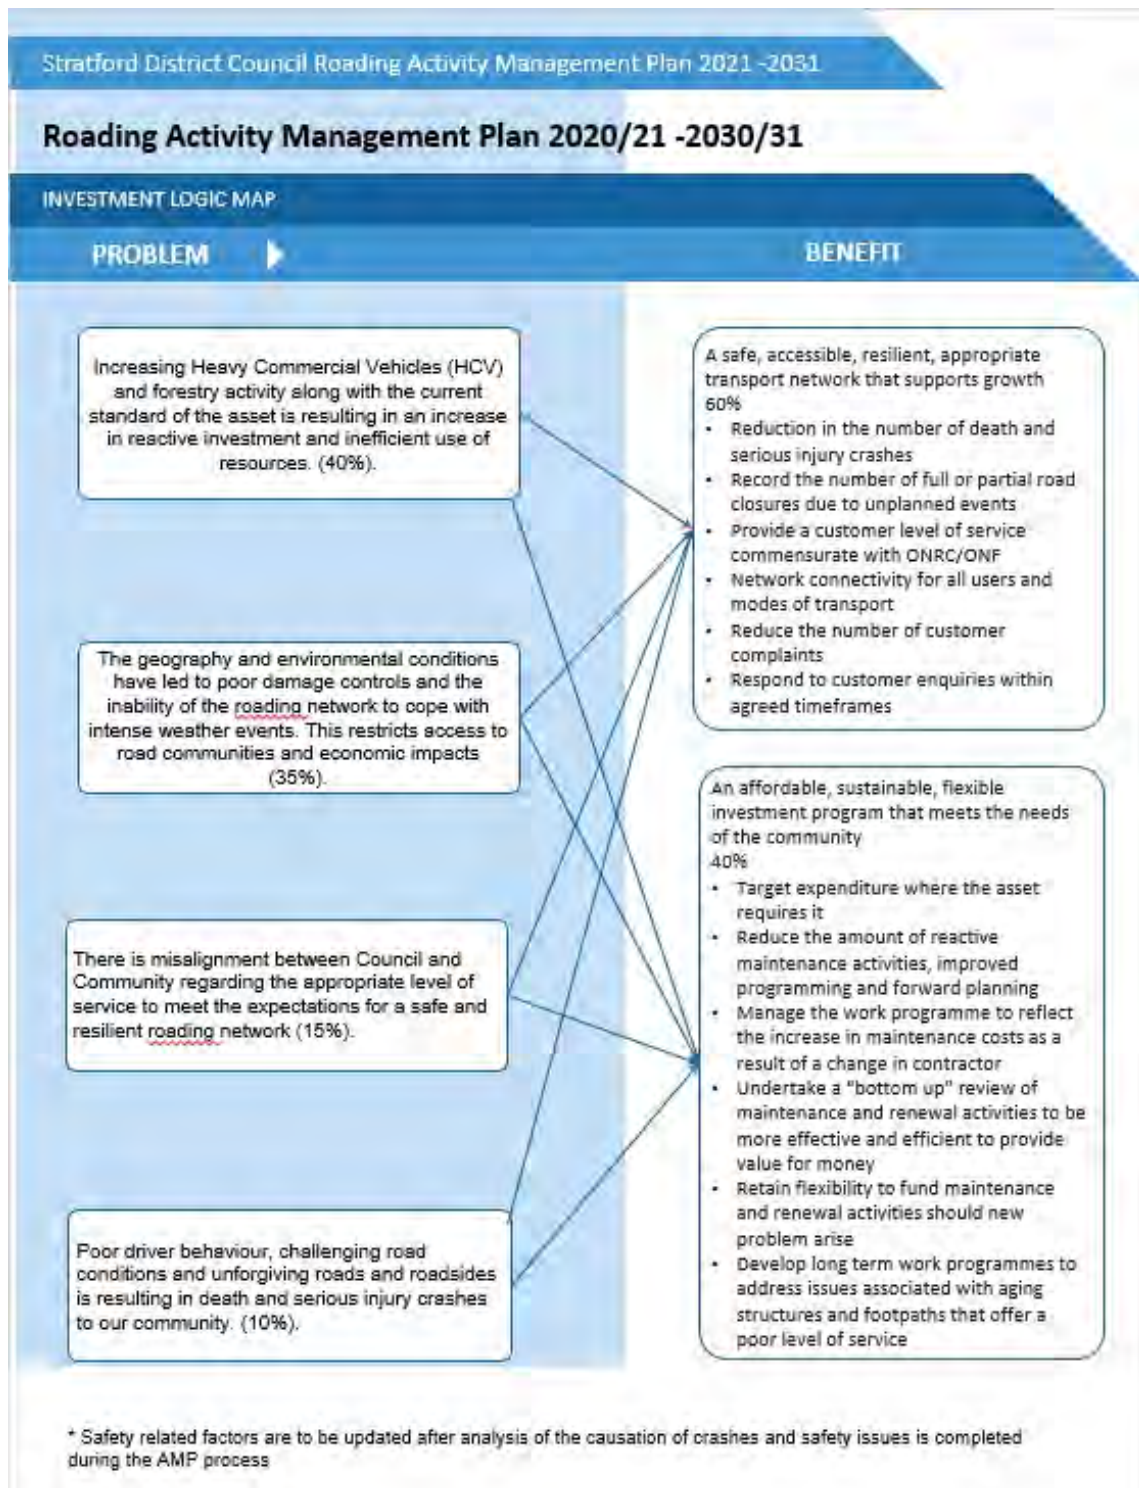 Stratford District Council Roading Activity Management Plan 2021 -2031
Roading Activity Management Plan 2020/21 -2030/31
INVESTMENT LOGIC MAP
PROBLEM
BENEFIT
Increasing Heavy Commercial Vehicles (HCV)
and forestry activity along with the current
standard of the asset is resulting in an increase
in reactive investment and inefficient use of
resources. (40%).
The geography and environmental conditions
have led to poor damage controls and the
inability of the roading network to cope with
intense weather events. This restricts access to
road communities and economic impacts
(35%).
There is misalignment between Council and
Community regarding the appropriate level of
service to meet the expectations for a safe and
resilient roading network (15%).
Poor driver behaviour, challenging road
conditions and unforgiving roads and roadsides
is resulting in death and serious injury crashes
to our community. (10%).
A safe, accessible, resilient, appropriate
transport network that supports growth
60%
• Reduction in the number of death and
serious injury crashes
• Record the number of full or partial road
closures due to unplanned events
• Provide a customer level of service
commensurate with ONRC/ONF
• Network connectivity for all users and
modes of transport
• Reduce the number of customer
complaints
• Respond to customer enquiries within
agreed timeframes
An affordable, sustainable, flexible
investment program that meets the needs
of the community
40%
• Target expenditure where the asset
requires it
• Reduce the amount of reactive
maintenance activities, improved
programming and forward planning
• Manage the work programme to reflect
the increase in maintenance costs as a
result of a change in contractor
• Undertake a "bottom up" review of
maintenance and renewal activities to be
more effective and efficient to provide
value for money
• Retain flexibility to fund maintenance
and renewal activities should new
problem arise
• Develop long term work programmes to
address issues associated with aging
structures and footpaths that offer a
poor level of service
* Safety related factors are to be updated after analysis of the causation of crashes and safety issues is completed
during the AMP process